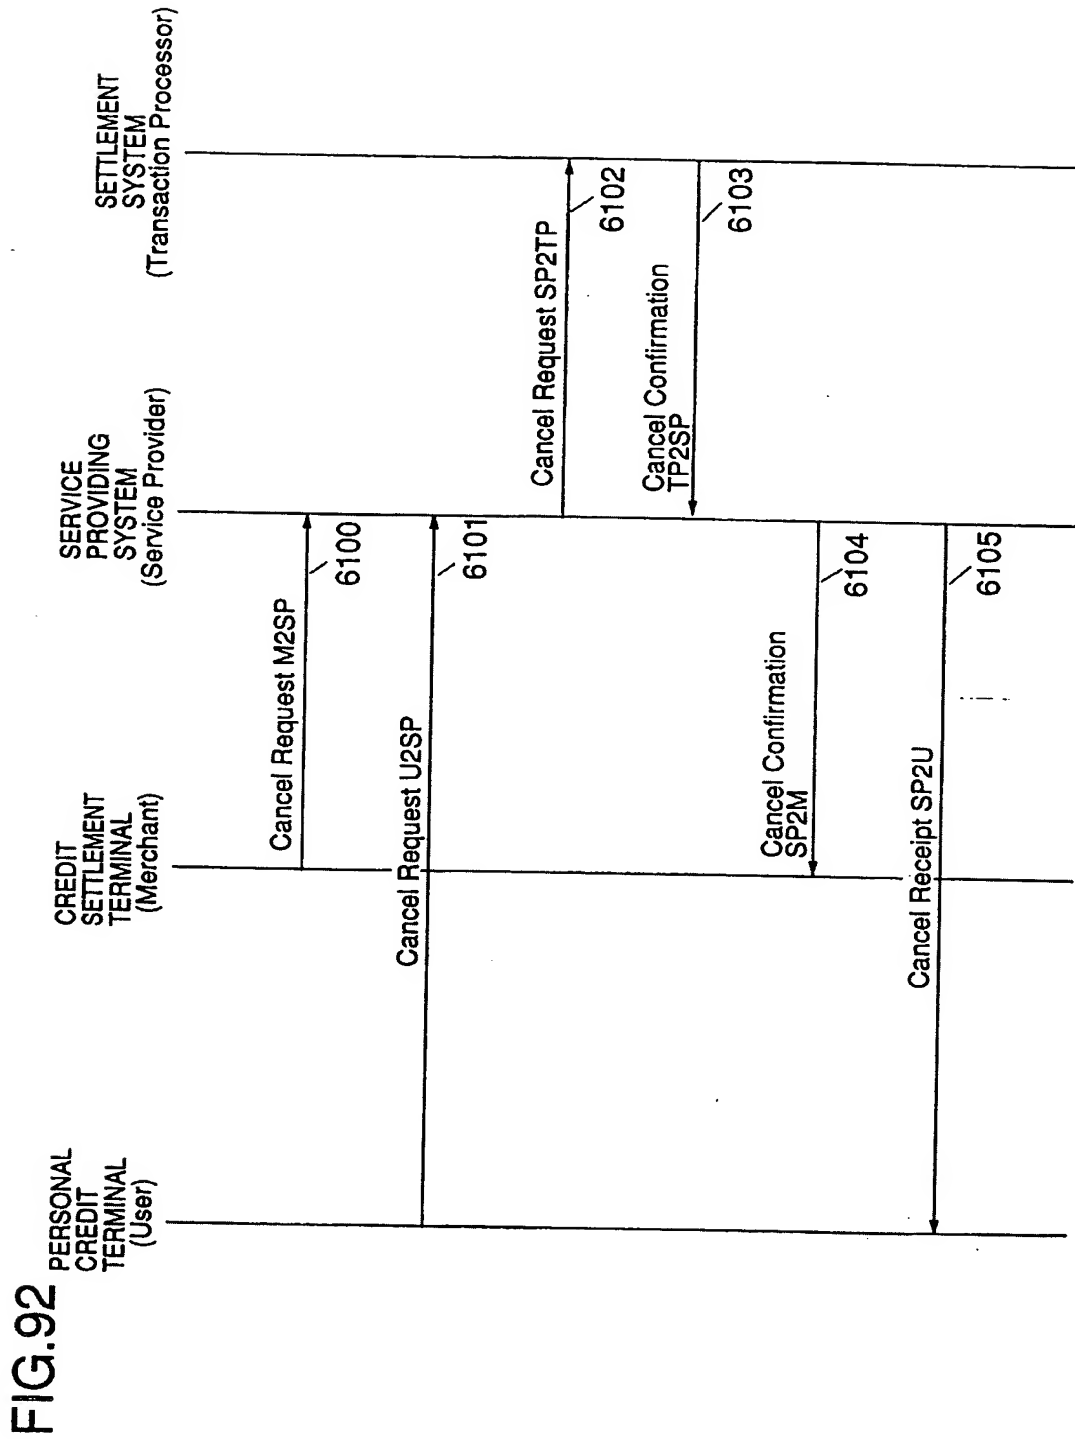 FIG.92
PERSONAL
CREDIT
TERMINAL
(User)
CREDIT
SETTLEMENT
TERMINAL
(Merchant)
SERVICE
PROVIDING
SYSTEM
(Service Provider)
SETTLEMENT
SYSTEM
(Transaction Processor)
Cancel Request M2SP
6100
Cancel Request U2SP
6101
Cancel Request SP2TP
6102
Cancel Confirmation
TP2SP
6103
Cancel Confirmation
SP2M
6104
Cancel Receipt SP2U
6105